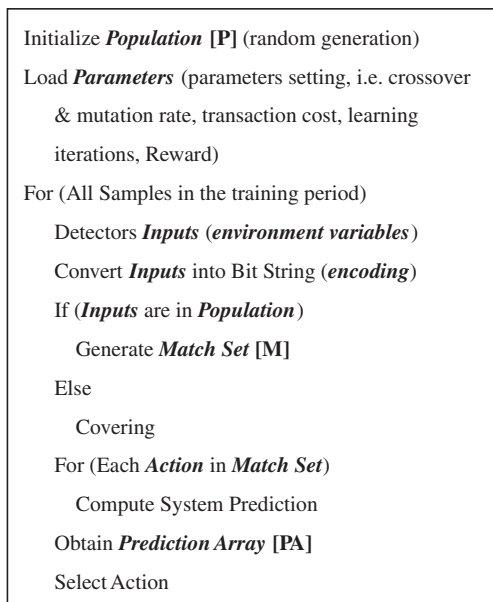 Initialize Population [P] (random generation)
Load Parameters (parameters setting, i.e. crossover
& mutation rate, transaction cost, learning
iterations, Reward)
For (All Samples in the training period)
Detectors Inputs (environment variables)
Convert Inputs into Bit String (encoding)
If (Inputs are in Population)
Generate Match Set [M]
Else
Covering
For (Each Action in Match Set)
Compute System Prediction
Obtain Prediction Array [PA]
Select Action